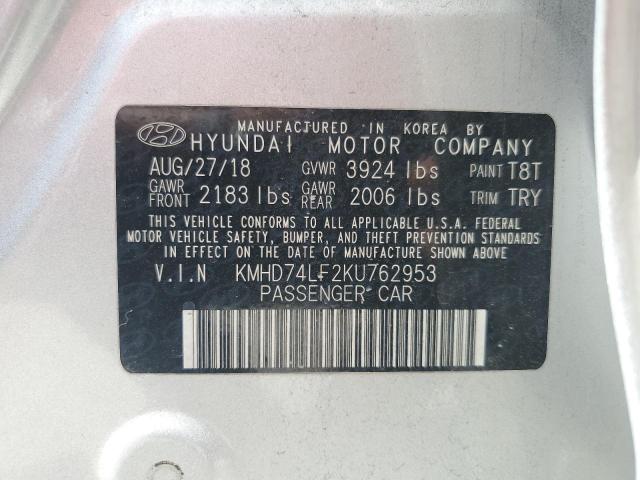 MANUFACTURED IN KOREA BY
HYUNDAI MOTOR COMPANY
AUG/27/18 GVWR 3924 lbs PAINT T8T
GAWR FRONT 2183 lbs GAWR REAR 2006 lbs TRIM TRY
THIS VEHICLE CONFORMS TO ALL APPLICABLE U.S.A. FEDERAL
MOTOR VEHICLE SAFETY, BUMPER, AND THEFT PREVENTION STANDARDS
IN EFFECT ON THE DATE OF MANUFACTURE SHOWN ABOVE
V.I.N KMHD74LF2KU762953
PASSENGER CAR